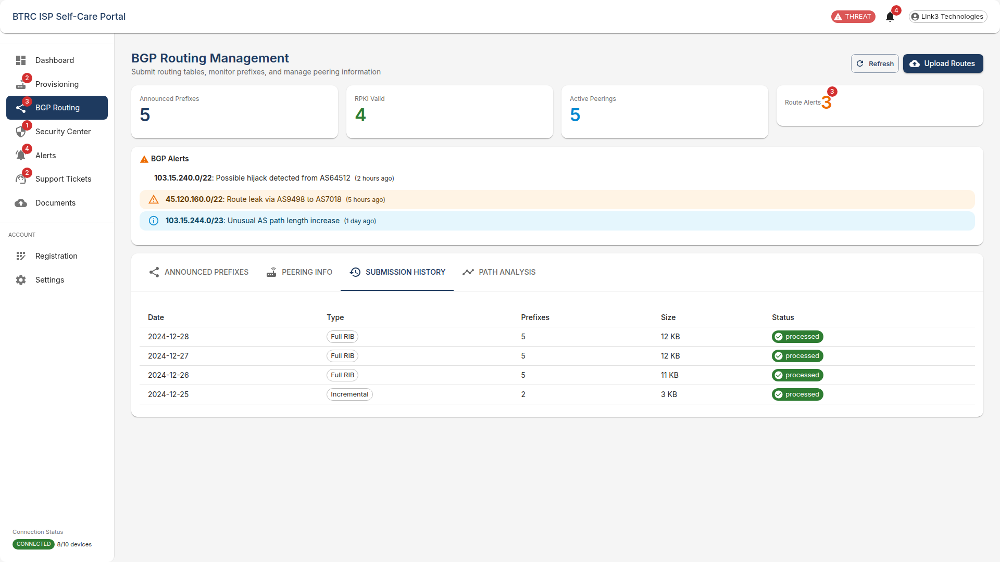 BTRC ISP Self-Care Portal
THREAT
4
Link3 Technologies
Dashboard
2
Provisioning
3
BGP Routing
1
Security Center
4
Alerts
2
Support Tickets
Documents
ACCOUNT
Registration
Settings
Connection Status
CONNECTED 8/10 devices
BGP Routing Management
Submit routing tables, monitor prefixes, and manage peering information
Refresh
Upload Routes
Announced Prefixes
5
RPKI Valid
4
Active Peerings
5
Route Alerts 3
3
BGP Alerts
103.15.240.0/22: Possible hijack detected from AS64512 (2 hours ago)
45.120.160.0/22: Route leak via AS9498 to AS7018 (5 hours ago)
103.15.244.0/23: Unusual AS path length increase (1 day ago)
ANNOUNCED PREFIXES
PEERING INFO
SUBMISSION HISTORY
PATH ANALYSIS
Date Type Prefixes Size Status
2024-12-28 Full RIB 5 12 KB processed
2024-12-27 Full RIB 5 12 KB processed
2024-12-26 Full RIB 5 11 KB processed
2024-12-25 Incremental 2 3 KB processed